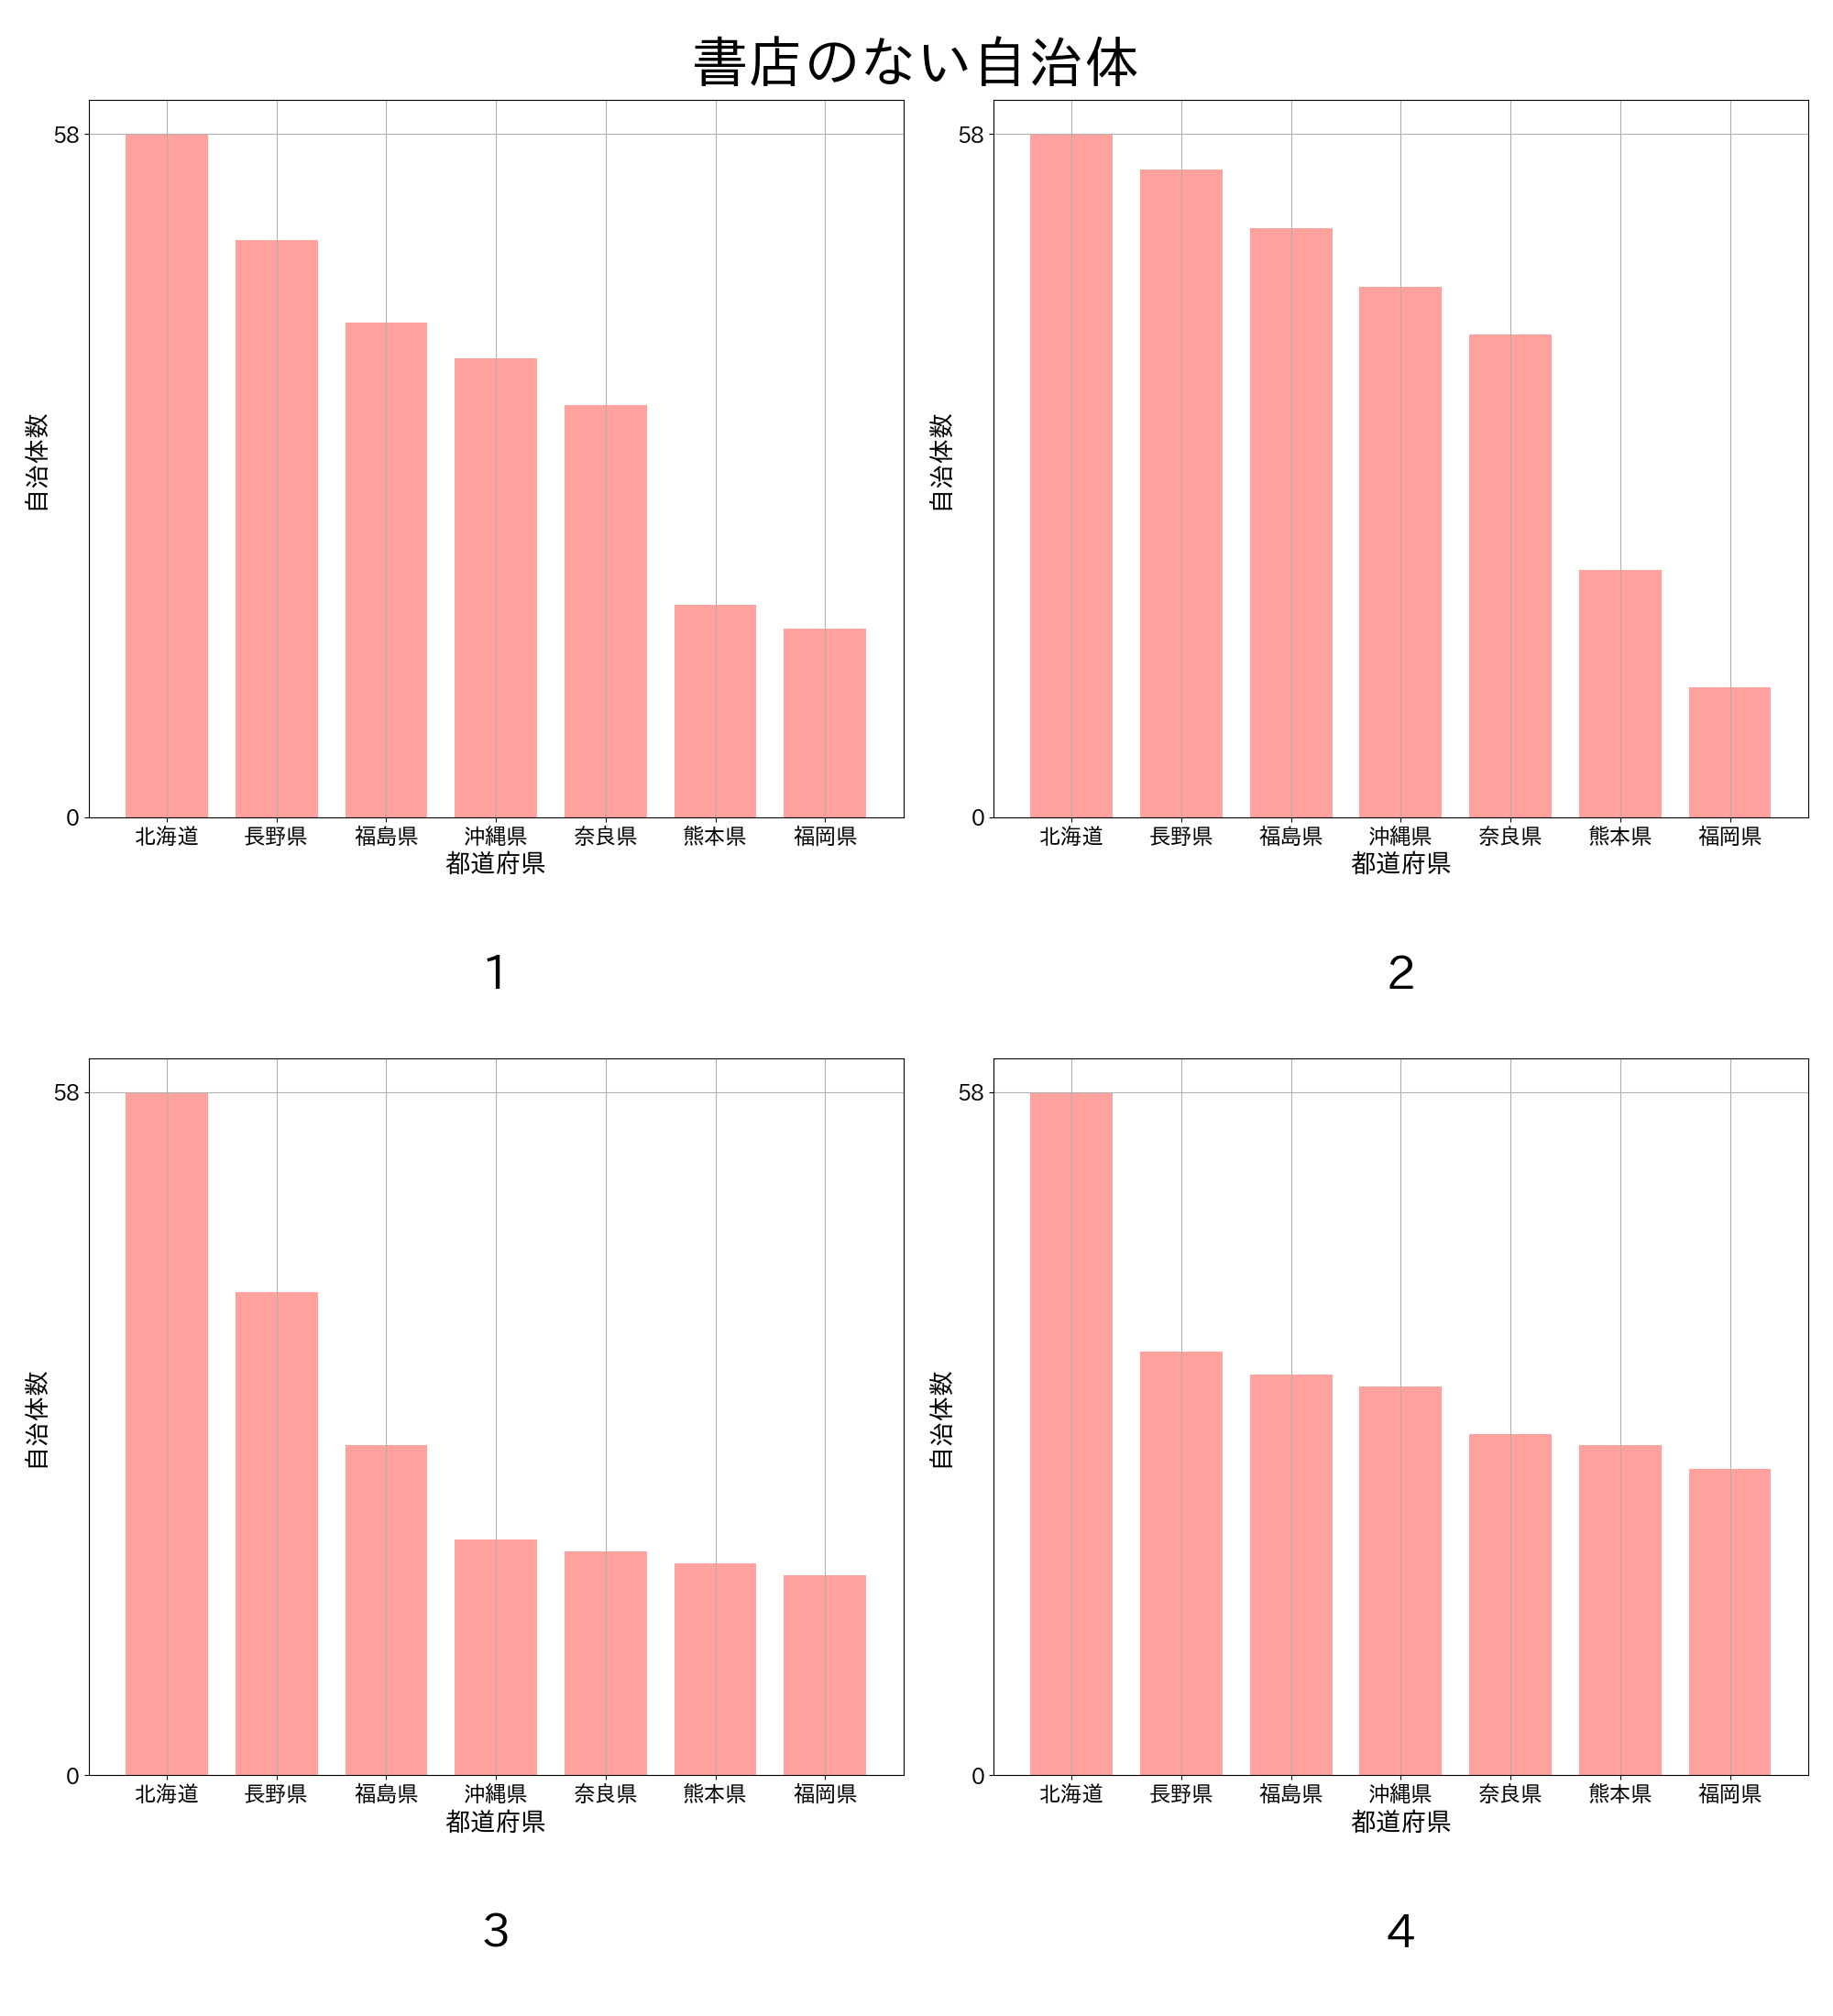 書店のない自治体
58
0
自治体数
北海道 長野県 福島県 沖縄県 奈良県 熊本県 福岡県
都道府県
1
58
0
自治体数
北海道 長野県 福島県 沖縄県 奈良県 熊本県 福岡県
都道府県
2
58
0
自治体数
北海道 長野県 福島県 沖縄県 奈良県 熊本県 福岡県
都道府県
3
58
0
自治体数
北海道 長野県 福島県 沖縄県 奈良県 熊本県 福岡県
都道府県
4